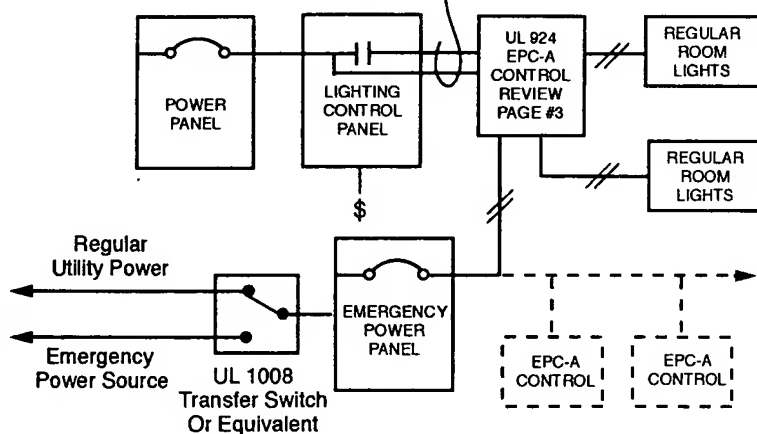 POWER
PANEL
LIGHTING
CONTROL
PANEL
$
UL 924
EPC-A
CONTROL
REVIEW
PAGE #3
REGULAR
ROOM
LIGHTS
REGULAR
ROOM
LIGHTS
Regular
Utility Power
Emergency
Power Source
UL 1008
Transfer Switch
Or Equivalent
EMERGENCY
POWER
PANEL
EPC-A
CONTROL
EPC-A
CONTROL